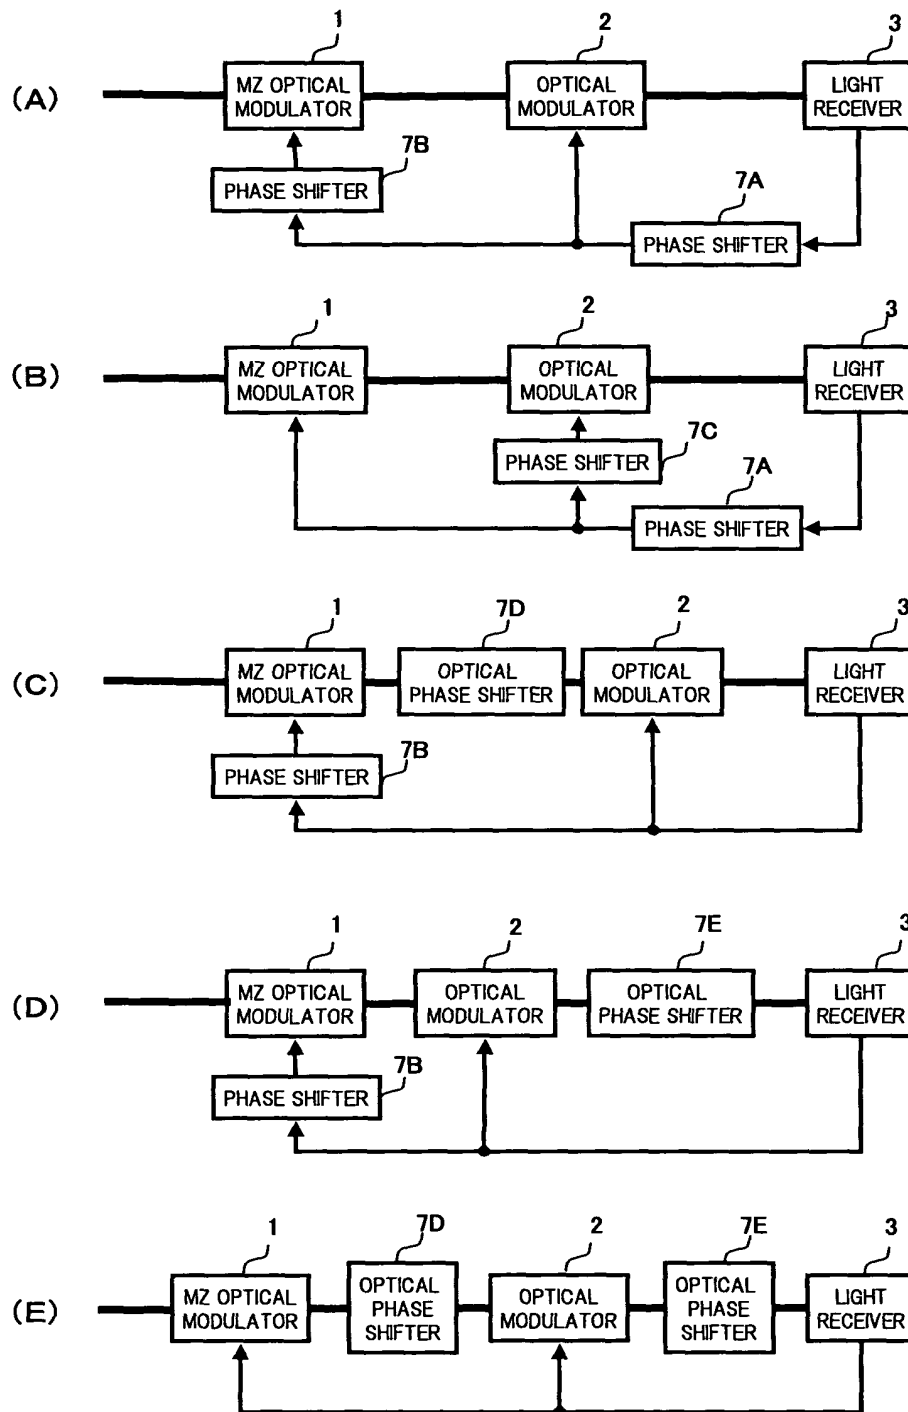 1
2
3
(A)
MZ OPTICAL
MODULATOR
OPTICAL
MODULATOR
LIGHT
RECEIVER
7B
PHASE SHIFTER
7A
PHASE SHIFTER
1
2
3
(B)
MZ OPTICAL
MODULATOR
OPTICAL
MODULATOR
LIGHT
RECEIVER
7C
PHASE SHIFTER
7A
PHASE SHIFTER
1
7D
2
3
(C)
MZ OPTICAL
MODULATOR
OPTICAL
PHASE SHIFTER
OPTICAL
MODULATOR
LIGHT
RECEIVER
7B
PHASE SHIFTER
1
2
7E
3
(D)
MZ OPTICAL
MODULATOR
OPTICAL
MODULATOR
OPTICAL
PHASE SHIFTER
LIGHT
RECEIVER
7B
PHASE SHIFTER
1
7D
2
7E
3
(E)
MZ OPTICAL
MODULATOR
OPTICAL
PHASE
SHIFTER
OPTICAL
MODULATOR
OPTICAL
PHASE
SHIFTER
LIGHT
RECEIVER